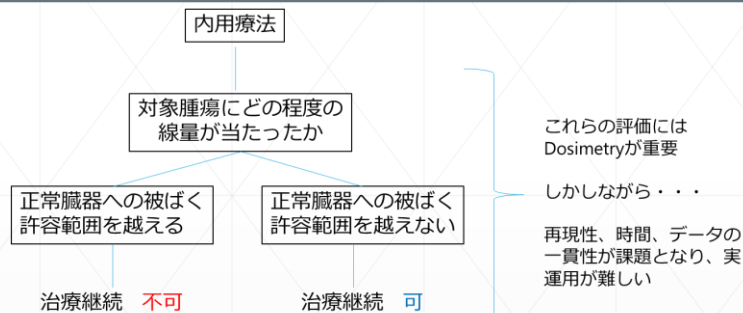 内用療法
対象腫瘍にどの程度の
線量が当たったか
正常臓器への被ばく
許容範囲を越える
正常臓器への被ばく
許容範囲を越えない
治療継続 不可
治療継続 可
これらの評価には
Dosimetryが重要
しかしながら・・・
再現性、時間、データの
一貫性が課題となり、実
運用が難しい